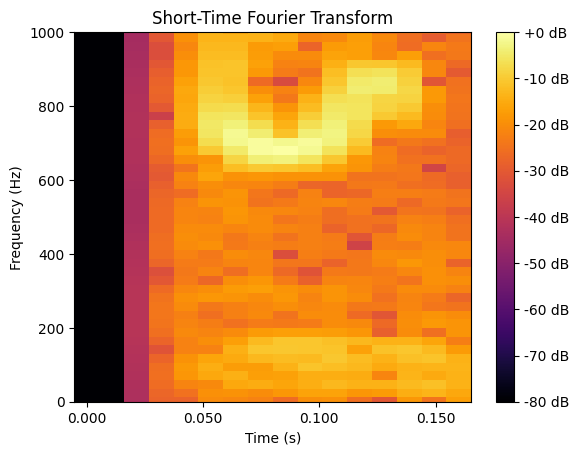 Short-Time Fourier Transform
1000
800
600
400
200
0
Frequency (Hz)
0.000
0.050
0.100
0.150
Time (s)
+0 dB
-10 dB
-20 dB
-30 dB
-40 dB
-50 dB
-60 dB
-70 dB
-80 dB